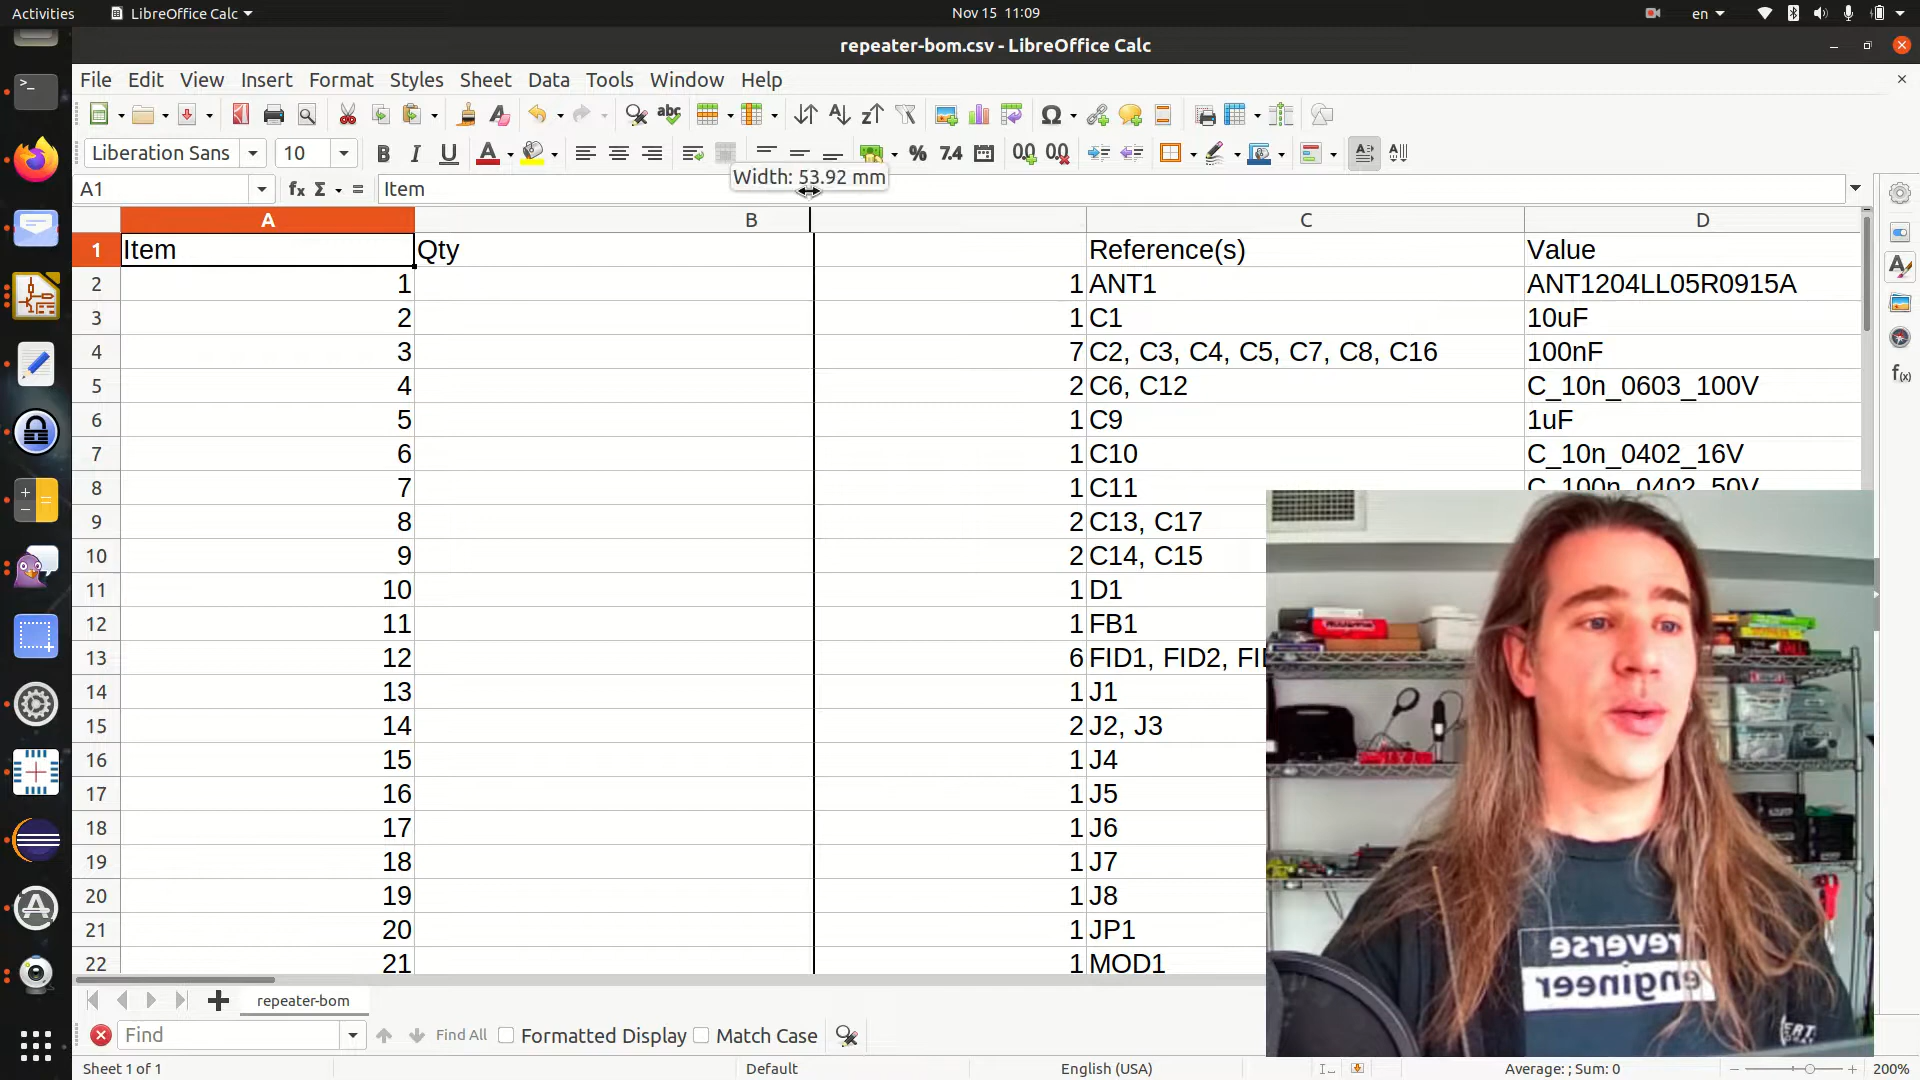 Activities LibreOffice Calc Nov 15 11:09 en
repeater-bom.csv - LibreOffice Calc
File Edit View Insert Format Styles Sheet Data Tools Window Help
Liberation Sans 10
Width: 53.92 mm
A1 Item
A B C D
1 Item Qty Reference(s) Value
2 1 1 ANT1 ANT1204LL05R0915A
3 2 1 C1 10uF
4 3 7 C2, C3, C4, C5, C7, C8, C16 100nF
5 4 2 C6, C12 C_10n_0603_100V
6 5 1 C9 1uF
7 6 1 C10 C_10n_0402_16V
8 7 1 C11 C_100n_0402_50V
9 8 2 C13, C17
10 9 2 C14, C15
11 10 1 D1
12 11 1 FB1
13 12 6 FID1, FID2, FID
14 13 1 J1
15 14 2 J2, J3
16 15 1 J4
17 16 1 J5
18 17 1 J6
19 18 1 J7
20 19 1 J8
21 20 1 JP1
22 21 1 MOD1
reverse
engineer
repeater-bom
Find Find All Formatted Display Match Case
Sheet 1 of 1 Default English (USA) Average: ; Sum: 0 200%